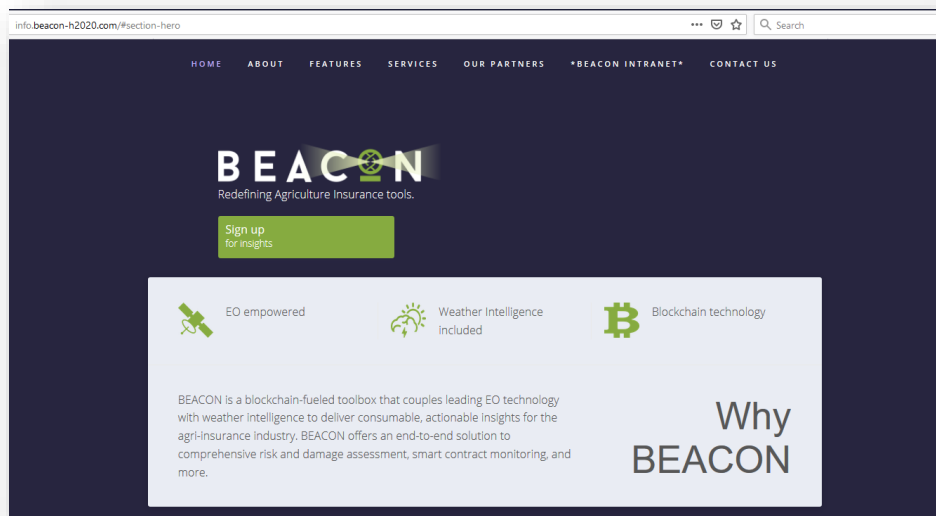 info.beacon-h2020.com/#section-hero
Search
HOME ABOUT FEATURES SERVICES OUR PARTNERS *BEACON INTRANET* CONTACT US
BEACON
Redefining Agriculture Insurance tools.
Sign up
for insights
EO empowered
Weather Intelligence
included
Blockchain technology
BEACON is a blockchain-fueled toolbox that couples leading EO technology
with weather intelligence to deliver consumable, actionable insights for the
agri-insurance industry. BEACON offers an end-to-end solution to
comprehensive risk and damage assessment, smart contract monitoring, and
more.
Why
BEACON